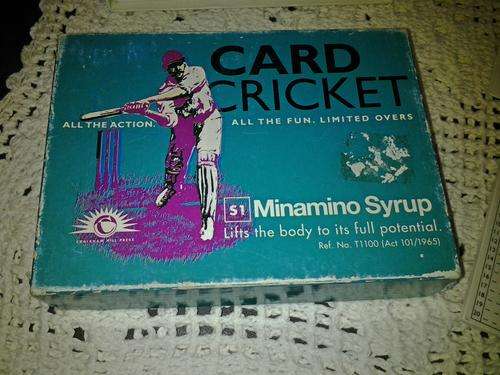 CARD
CRICKET
ALL THE ACTION.
ALL THE FUN. LIMITED OVERS
S1 Minamino Syrup
Lifts the body to its full potential.
Ref. No. T1100 (Act 101/1965)